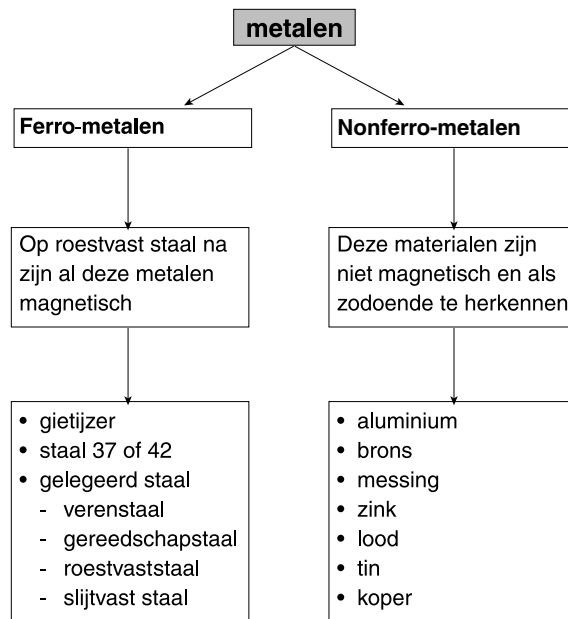 metalen
Ferro-metalen
Nonferro-metalen
Op roestvast staal na
zijn al deze metalen
magnetisch
Deze materialen zijn
niet magnetisch en als
zodoende te herkennen
• gietijzer
• staal 37 of 42
• gelegeerd staal
- verenstaal
- gereedschapstaal
- roestvaststaal
- slijtvast staal
• aluminium
• brons
• messing
• zink
• lood
• tin
• koper